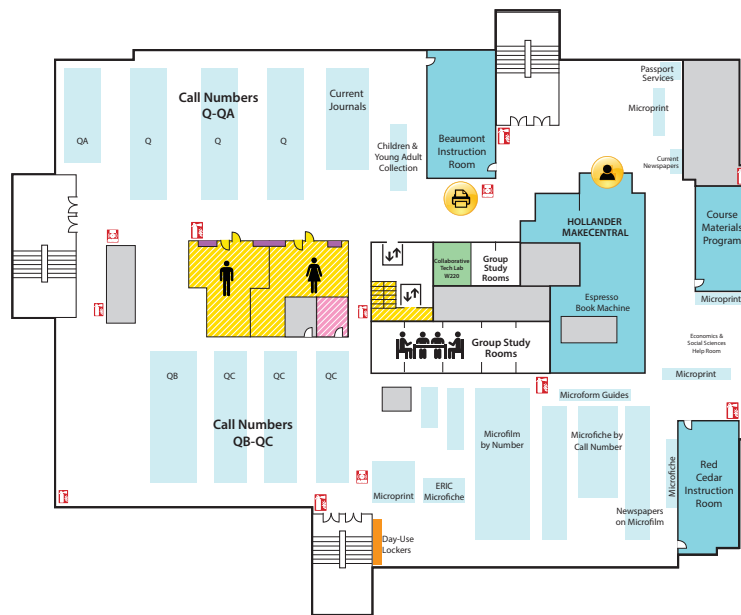 Call Numbers
Q-QA
QA
Q
Q
Q
Current
Journals
Children &
Young Adult
Collection
Beaumont
Instruction
Room
Passport
Services
Microprint
Current
Newspapers
HOLLANDER
MAKECENTRAL
Course
Materials
Program
Microprint
Collaborative
Tech Lab
W220
Group
Study
Rooms
Espresso
Book Machine
Group Study
Rooms
Economics &
Social Sciences
Help Room
Microprint
QB
QC
QC
QC
Call Numbers
QB-QC
Microform Guides
Microfilm
by Number
Microfiche by
Call Number
Microfiche
Red
Cedar
Instruction
Room
Microprint
ERIC
Microfiche
Newspapers
on Microfilm
Day-Use
Lockers